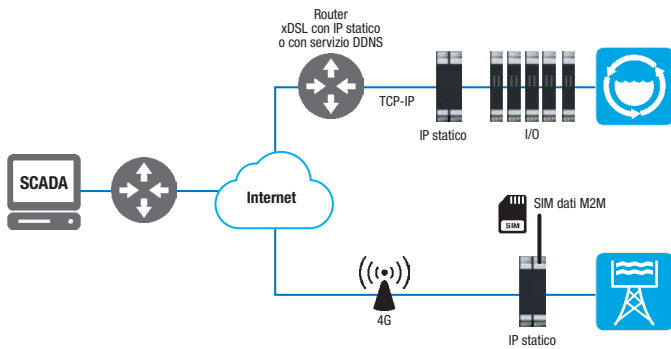 Router
xDSL con IP statico
o con servizio DDNS
TCP-IP
IP statico
I/O
SCADA
Internet
SIM dati M2M
SIM
4G
IP statico